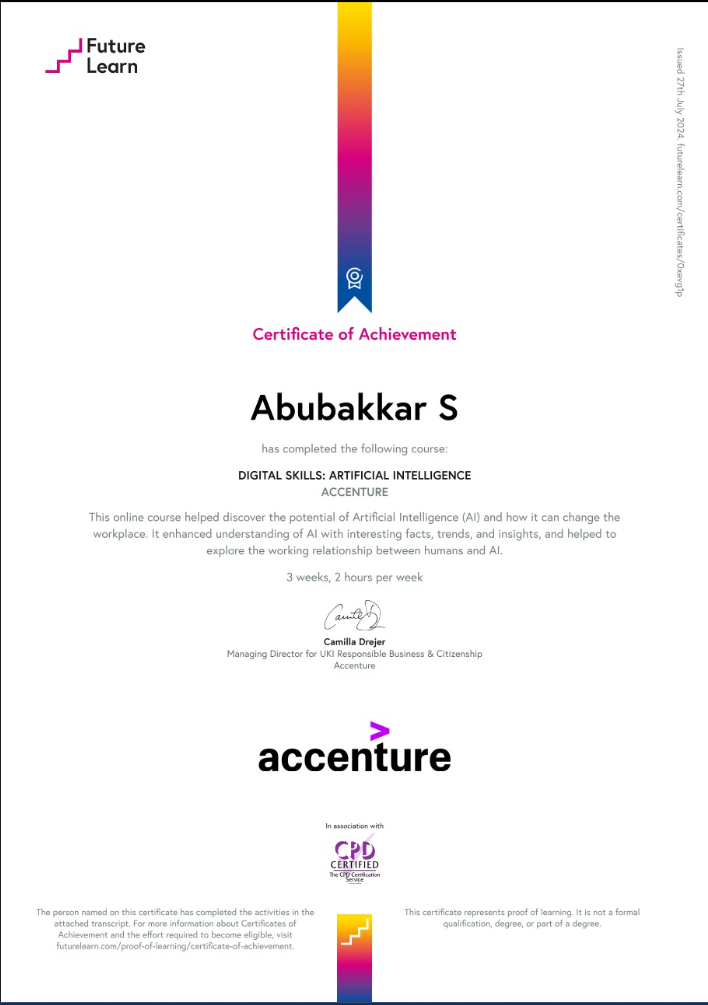 Future
Learn
Issued 27th July 2024. futurelearn.com/certificates/0xevg1p
Certificate of Achievement
Abubakkar S
has completed the following course:
DIGITAL SKILLS: ARTIFICIAL INTELLIGENCE
ACCENTURE
This online course helped discover the potential of Artificial Intelligence (AI) and how it can change the
workplace. It enhanced understanding of AI with interesting facts, trends, and insights, and helped to
explore the working relationship between humans and AI.
3 weeks, 2 hours per week
Camilla Drejer
Managing Director for UKI Responsible Business & Citizenship
Accenture
accenture
In association with
CPD
CERTIFIED
The CPD Certification
Service
The person named on this certificate has completed the activities in the
attached transcript. For more information about Certificates of
Achievement and the effort required to become eligible, visit
futurelearn.com/proof-of-learning/certificate-of-achievement.
This certificate represents proof of learning. It is not a formal
qualification, degree, or part of a degree.